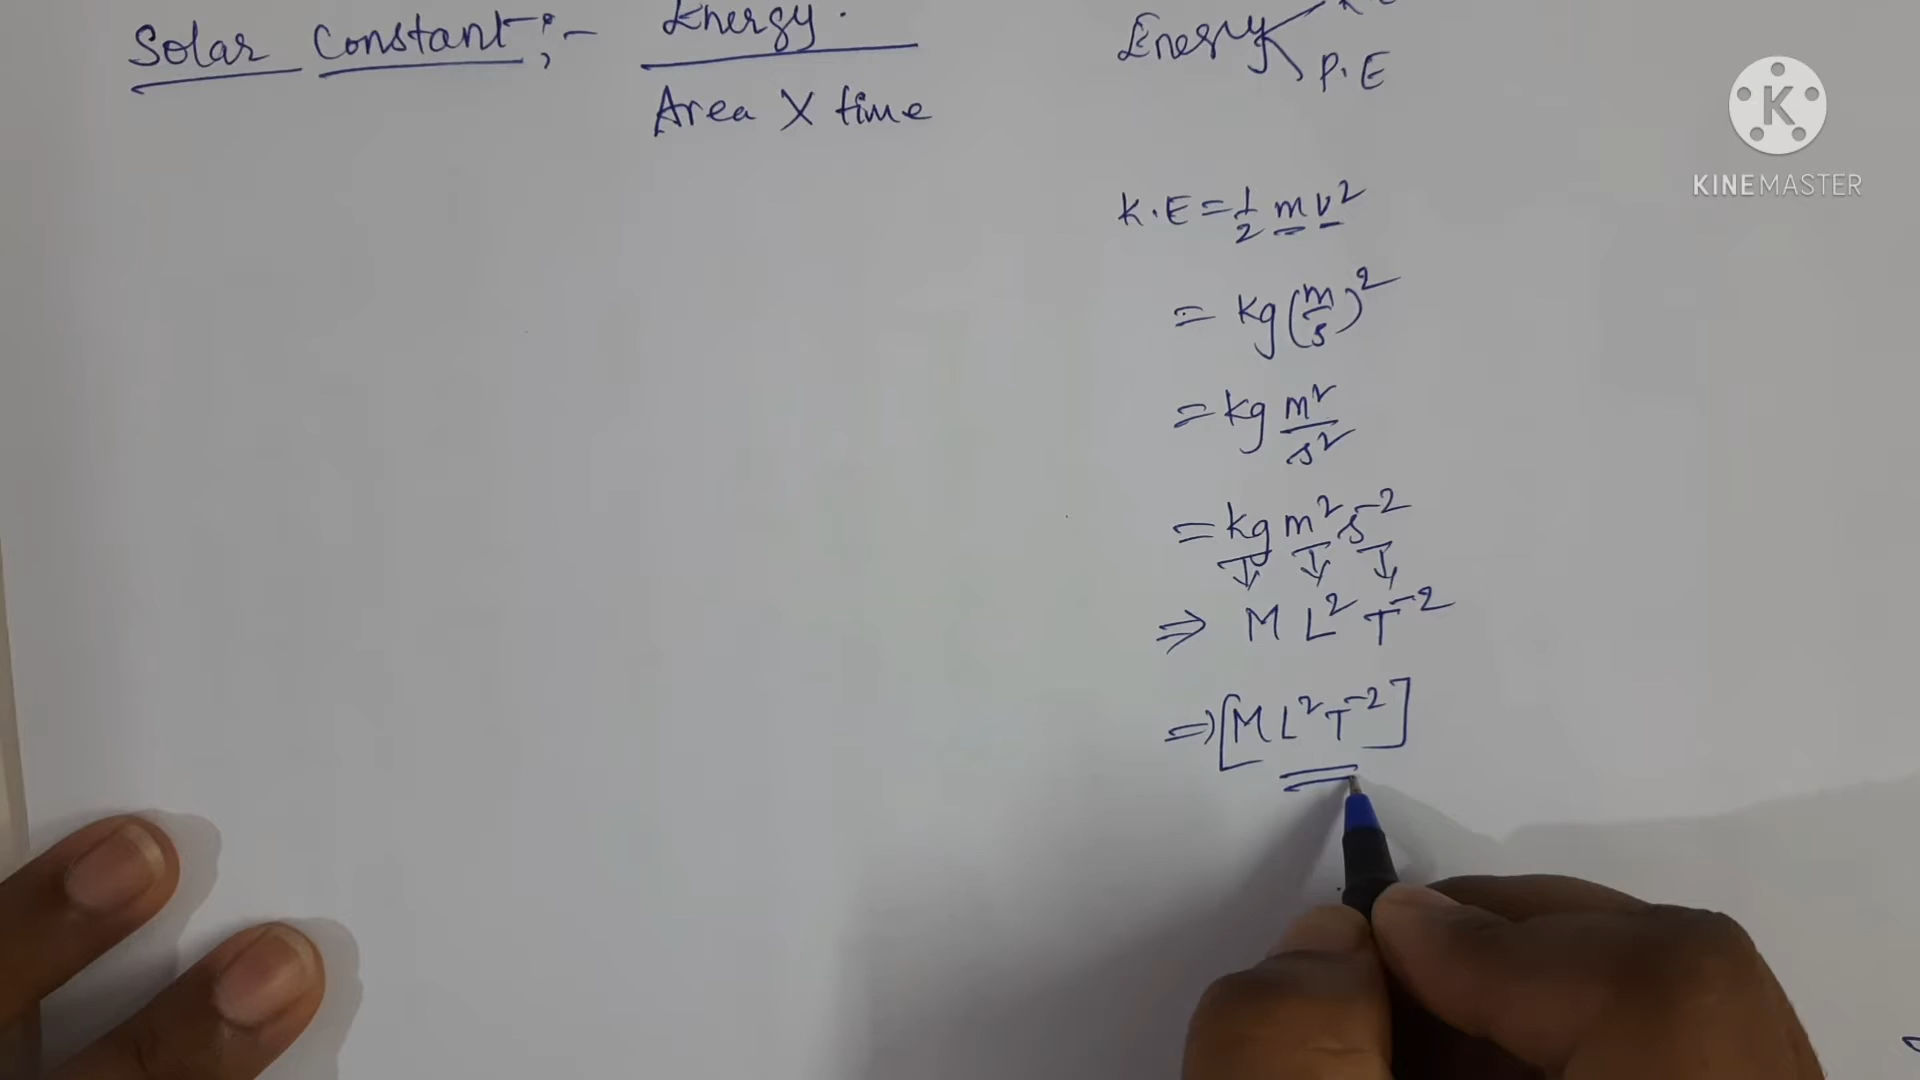 Solar Constant :- Energy.
Area X time
Energy
P.E
K.E = 1/2 mv²
= kg (m/s)²
= kg m²/s²
= kg m² s⁻²
⇒ M L² T⁻²
⇒ [M L² T⁻²]
K
KINEMASTER